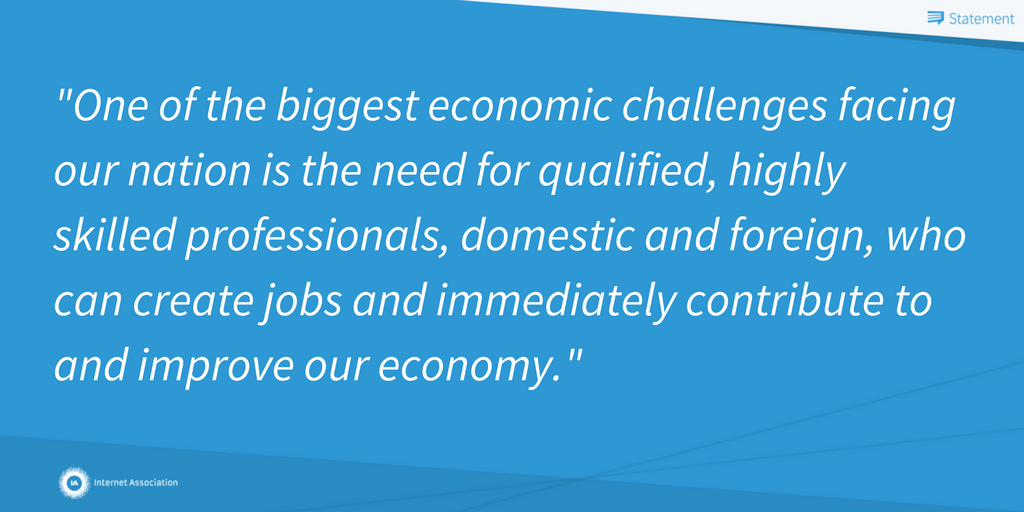 Statement
"One of the biggest economic challenges facing
our nation is the need for qualified, highly
skilled professionals, domestic and foreign, who
can create jobs and immediately contribute to
and improve our economy."
IA
Internet Association